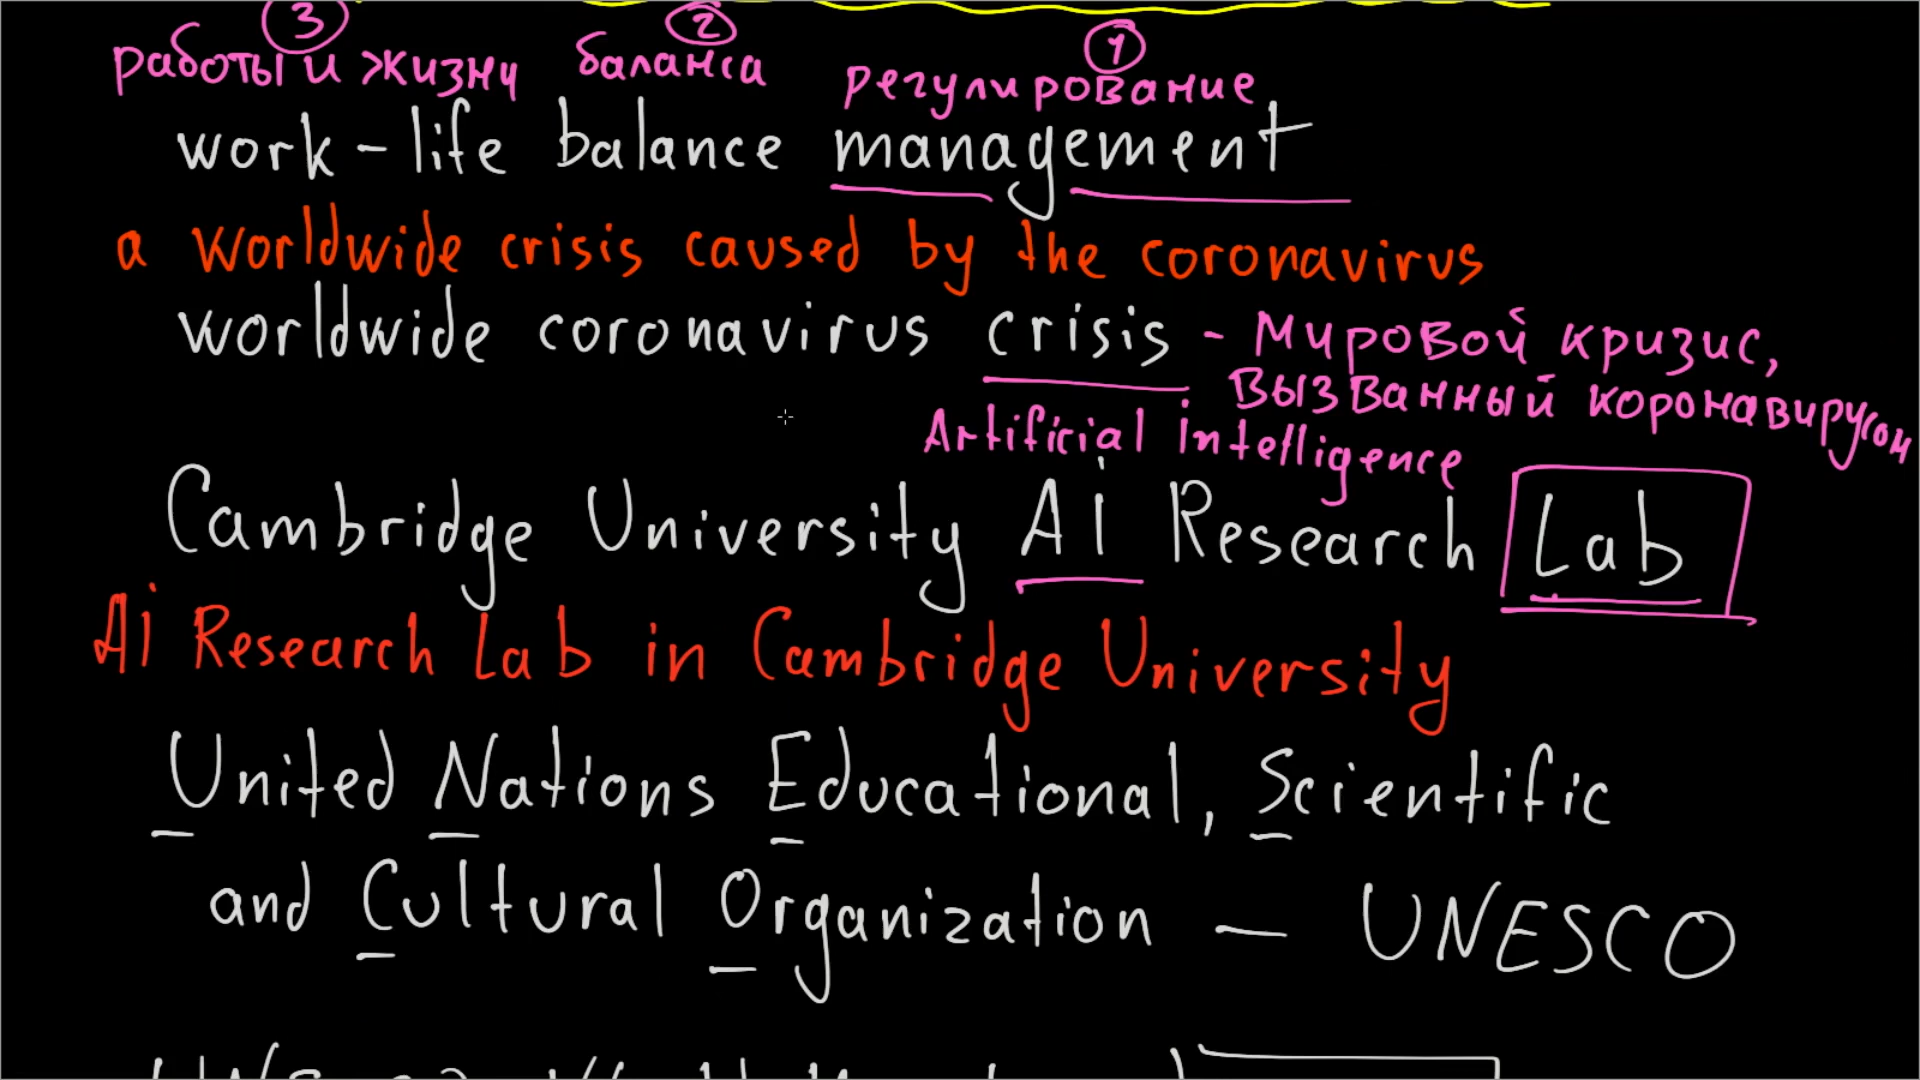 ③ ② ①
работы и жизни баланса регулирование
work-life balance management
a worldwide crisis caused by the coronavirus
worldwide coronavirus crisis - Мировой кризис,
вызванный коронавирусом
Artificial intelligence
Cambridge University AI Research Lab
AI Research Lab in Cambridge University
United Nations Educational, Scientific
and Cultural Organization — UNESCO